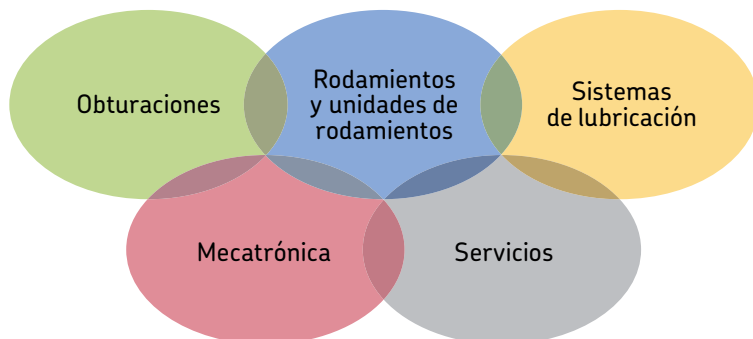 Obturaciones
Rodamientos
y unidades de
rodamientos
Sistemas
de lubricación
Mecatrónica
Servicios